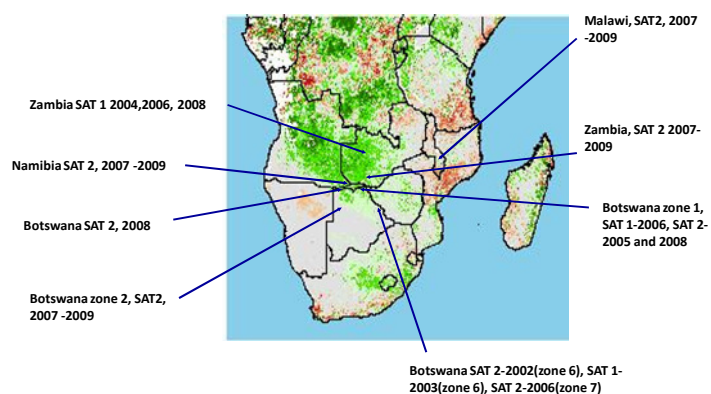 Malawi, SAT2, 2007
-2009
Zambia SAT 1 2004,2006, 2008
Zambia, SAT 2 2007-
2009
Namibia SAT 2, 2007 -2009
Botswana zone 1,
SAT 1-2006, SAT 2-
2005 and 2008
Botswana SAT 2, 2008
Botswana zone 2, SAT2,
2007 -2009
Botswana SAT 2-2002(zone 6), SAT 1-
2003(zone 6), SAT 2-2006(zone 7)